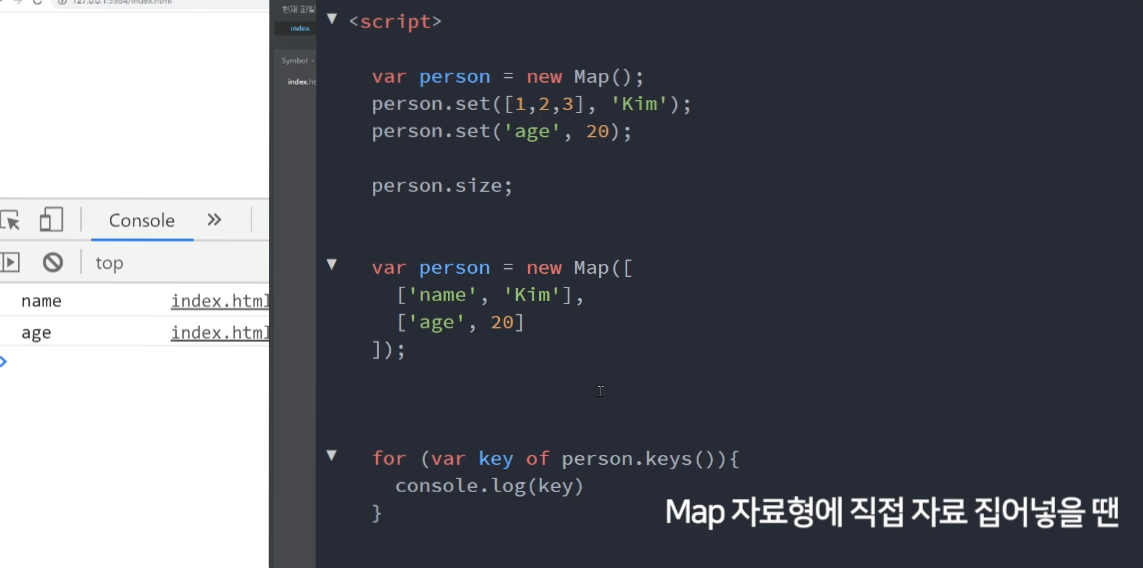 127.0.0.1:5984/index.html
Console
top
name index.html
age index.html
현재 파일
index
Symbol
index.ht
<script>
var person = new Map();
person.set([1,2,3], 'Kim');
person.set('age', 20);
person.size;
var person = new Map([
['name', 'Kim'],
['age', 20]
]);
for (var key of person.keys()){
console.log(key)
}
Map 자료형에 직접 자료 집어넣을 땐